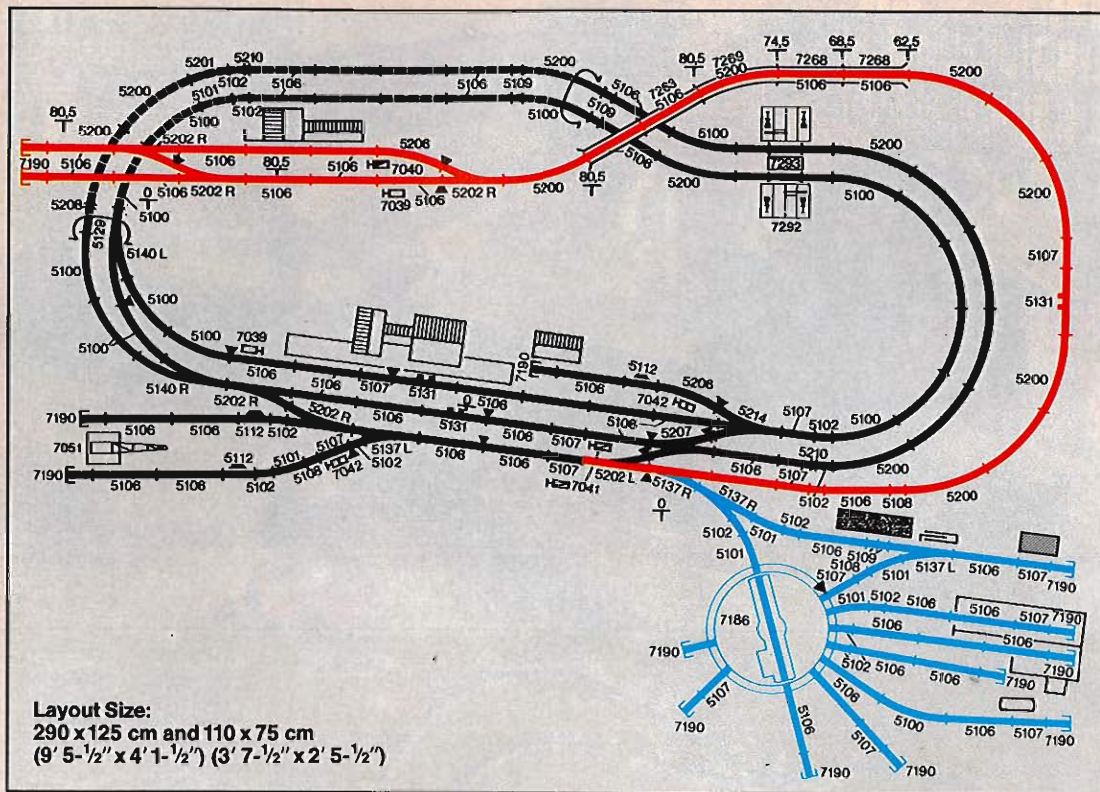 5201 5210
5102 5106 5106 5109 5200
5200 5101 5102 5109 5106
5100 5100
80,5 74,5 68,5 62,5
80,5 7269 7268 7268
7263 5200 5106 5106 5200
5106
5200 5202 R 5206 5106 5100
7190 5106 5106 80,5 5106 7040 7293
5106 5202 R 5106 7039 5106 5202 R 5200 80,5 5200 5100
5208 0 5100 7292 5200
5129
5140 L 5107
5100 5100 5131
5100 5100 7039
5106 5106 5107 5131 7190 5106 5112 5206 5200
5140 R 5202 R 5202 R 5106 0 5106 7042 5214 5107 5100
7190 5106 5106 5112 5102 5131 5106 5107 5106 5207 5102
7051 5107 5137 L 5106 5106 5210 5200
7190 5106 5106 5112 5102 5101 5108 7042 5102 5107 5202 L 5106 5107
7041 5137 R 5102 5106 5108 5200
0 5137 R
5102 5102
5101 5101 5106 5109 5137 L 5106 5107 7190
5108 5101
5107
5101 5102 5106 5106 5107 7190
7186 5106 7190
7190 5102 5106 5106 7190
5107 5106 5100
7190 5106 5107 5106 5107 7190
7190 7190
Layout Size:
290 x 125 cm and 110 x 75 cm
(9' 5-1/2" x 4' 1-1/2") (3' 7-1/2" x 2' 5-1/2")